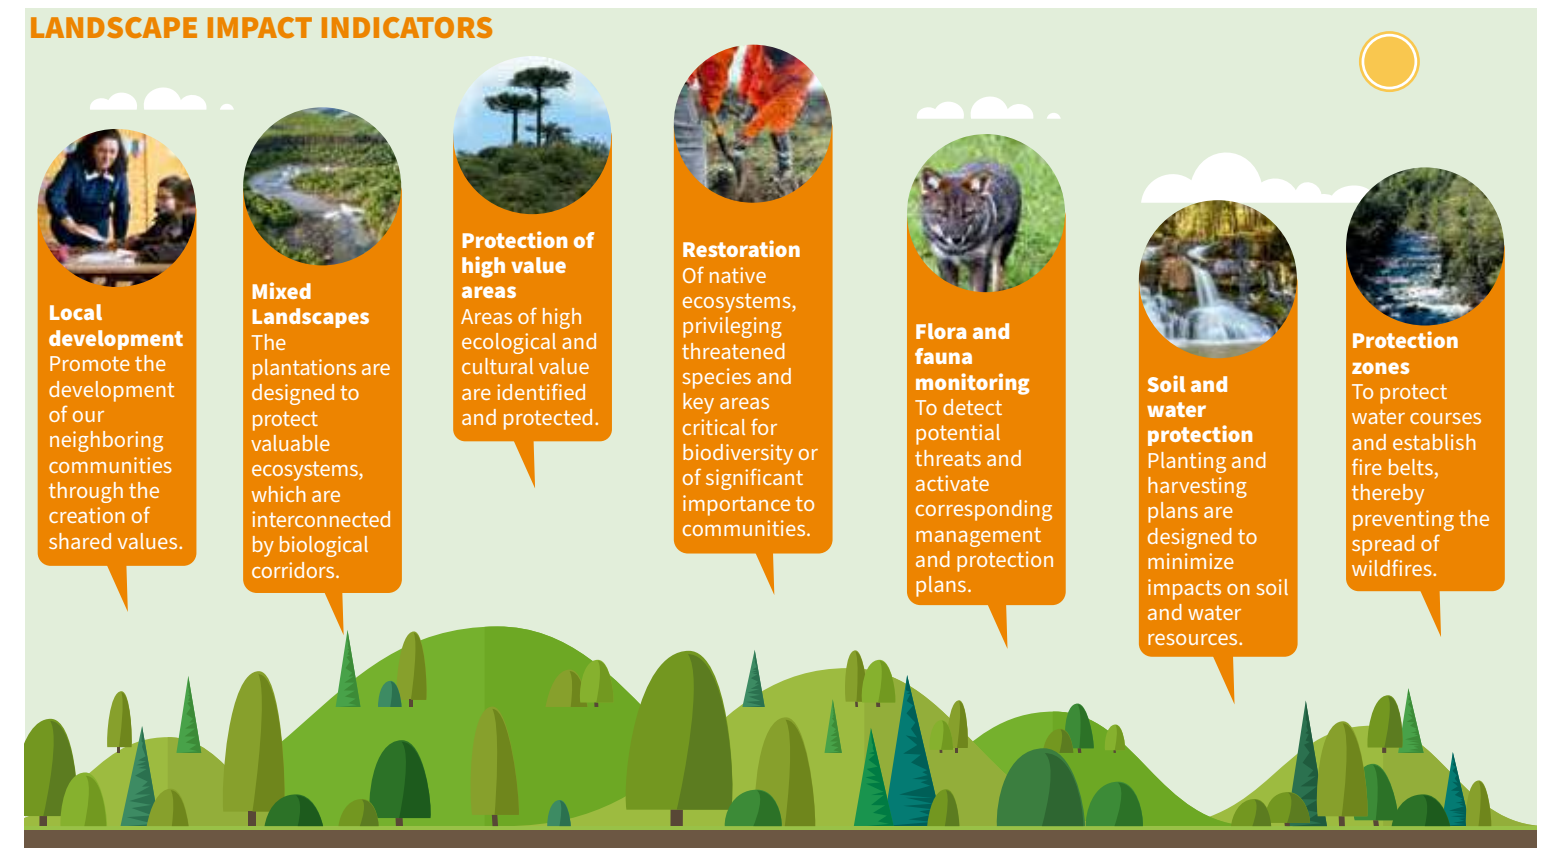 LANDSCAPE IMPACT INDICATORS
Local
development
Promote the
development
of our
neighboring
communities
through the
creation of
shared values.
Mixed
Landscapes
The
plantations are
designed to
protect
valuable
ecosystems,
which are
interconnected
by biological
corridors.
Protection of
high value
areas
Areas of high
ecological and
cultural value
are identified
and protected.
Restoration
Of native
ecosystems,
privileging
threatened
species and
key areas
critical for
biodiversity or
of significant
importance to
communities.
Flora and
fauna
monitoring
To detect
potential
threats and
activate
corresponding
management
and protection
plans.
Soil and
water
protection
Planting and
harvesting
plans are
designed to
minimize
impacts on soil
and water
resources.
Protection
zones
To protect
water courses
and establish
fire belts,
thereby
preventing the
spread of
wildfires.